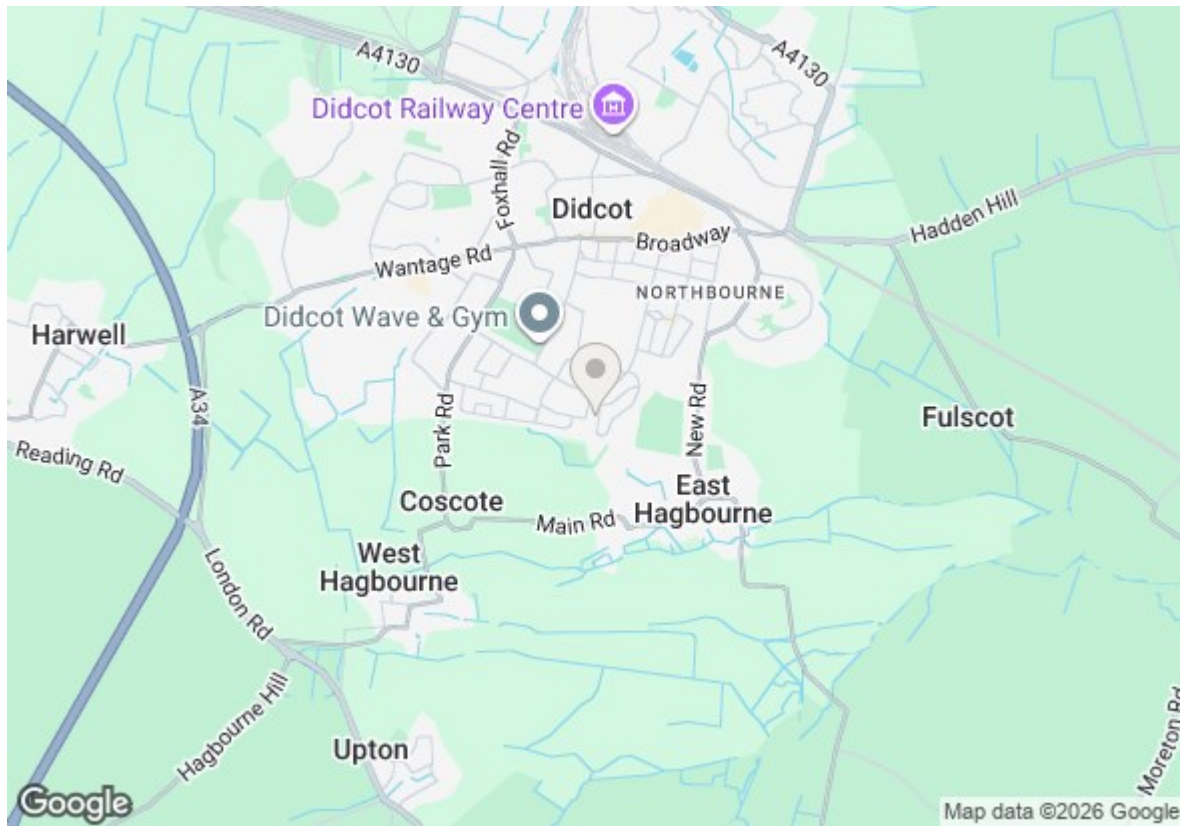 A4130
A4130
Didcot Railway Centre
Foxhall Rd
Didcot
Hadden Hill
Broadway
Wantage Rd
NORTHBOURNE
Didcot Wave & Gym
Harwell
A34
Park Rd
New Rd
Fulscot
Reading Rd
Coscote
East
Hagbourne
Main Rd
West
Hagbourne
London Rd
Hagbourne Hill
Upton
Moreton Rd
Google
Map data ©2026 Google